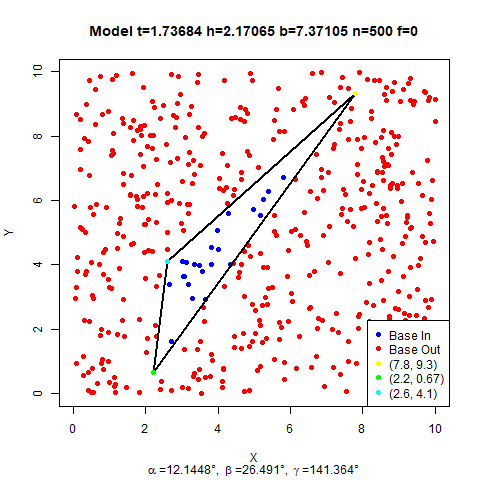 Model t=1.73684 h=2.17065 b=7.37105 n=500 f=0
10
8
6
4
2
0
Y
Base In
Base Out
(7.8, 9.3)
(2.2, 0.67)
(2.6, 4.1)
0 2 4 6 8 10
X
α=12.1448°, β=26.491°, γ=141.364°